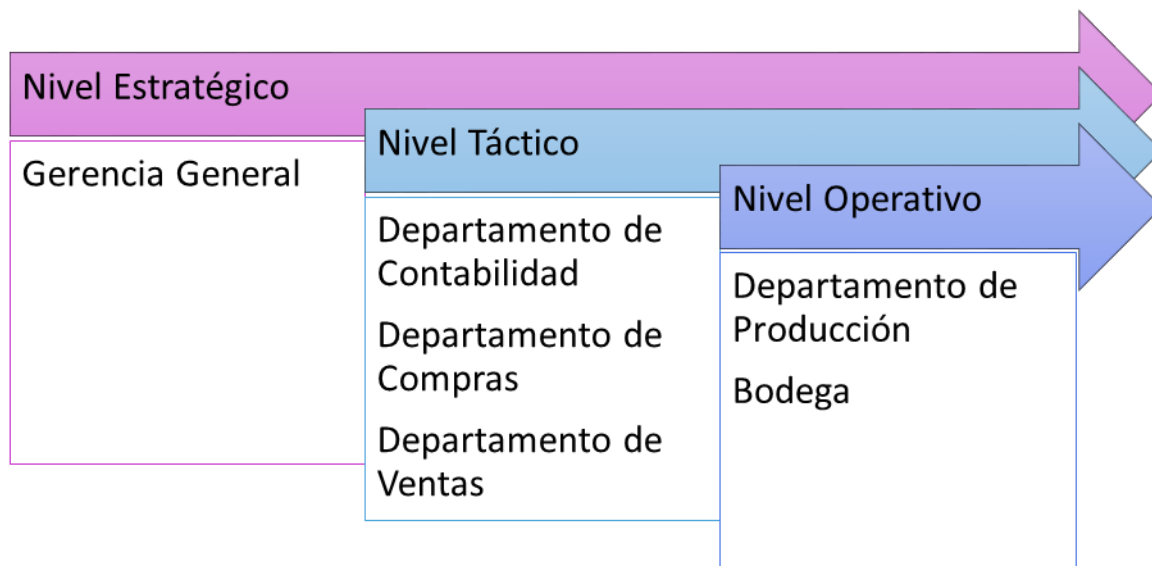 Nivel Estratégico
Gerencia General
Nivel Táctico
Departamento de
Contabilidad
Departamento de
Compras
Departamento de
Ventas
Nivel Operativo
Departamento de
Producción
Bodega